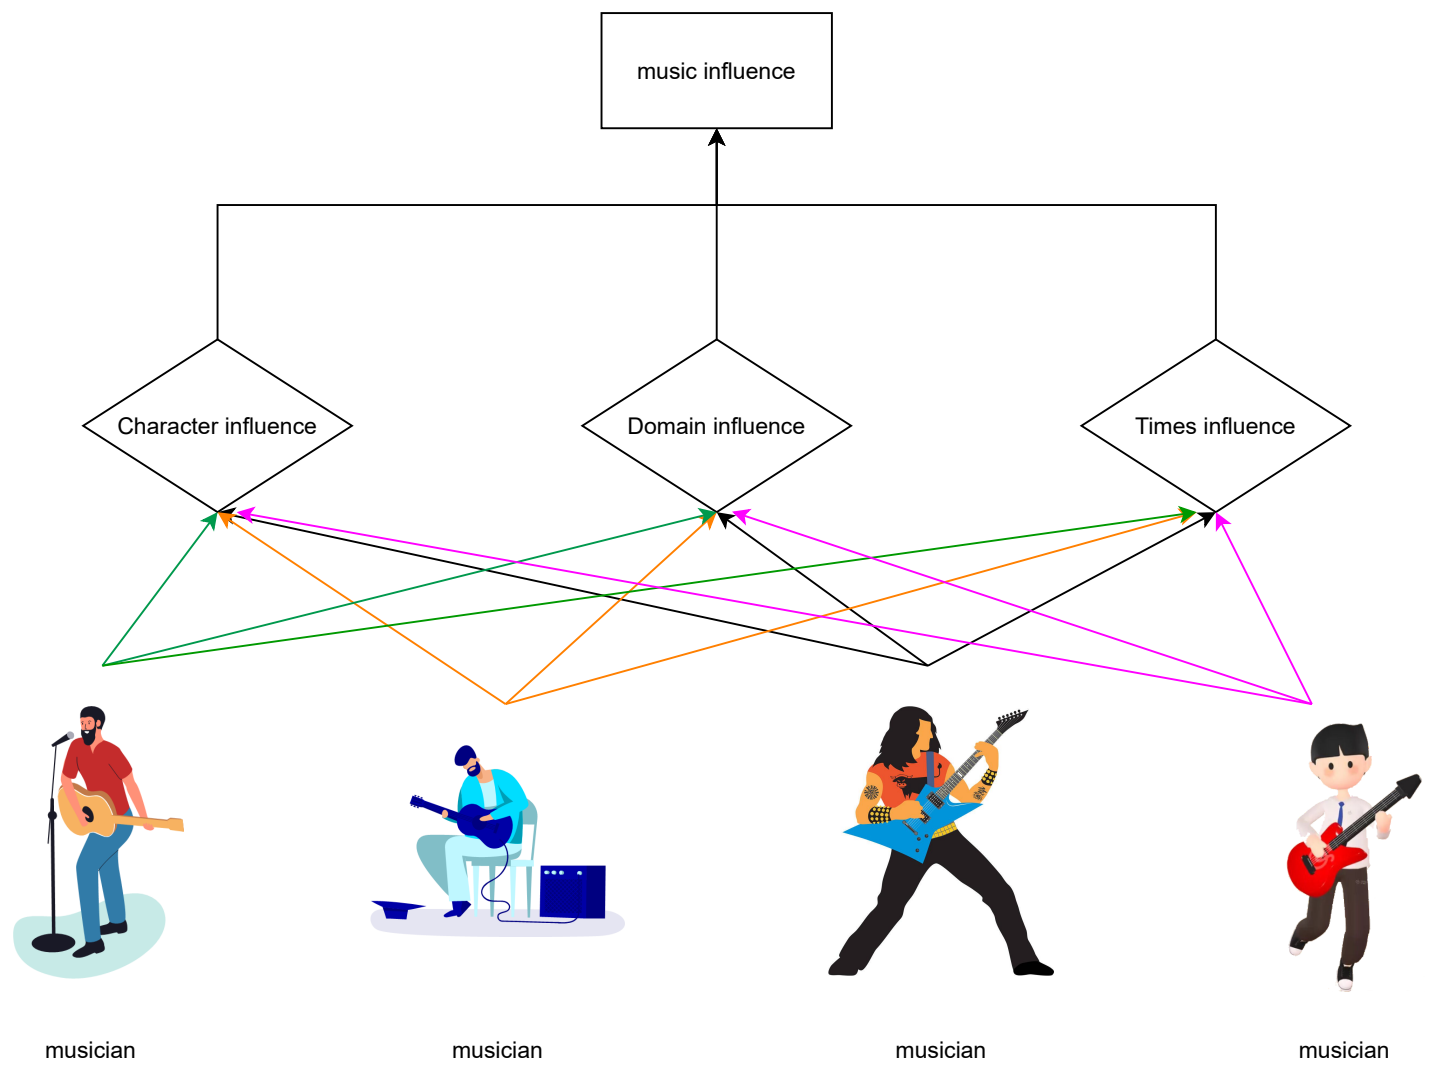 music influence
Character influence
Domain influence
Times influence
musician
musician
musician
musician